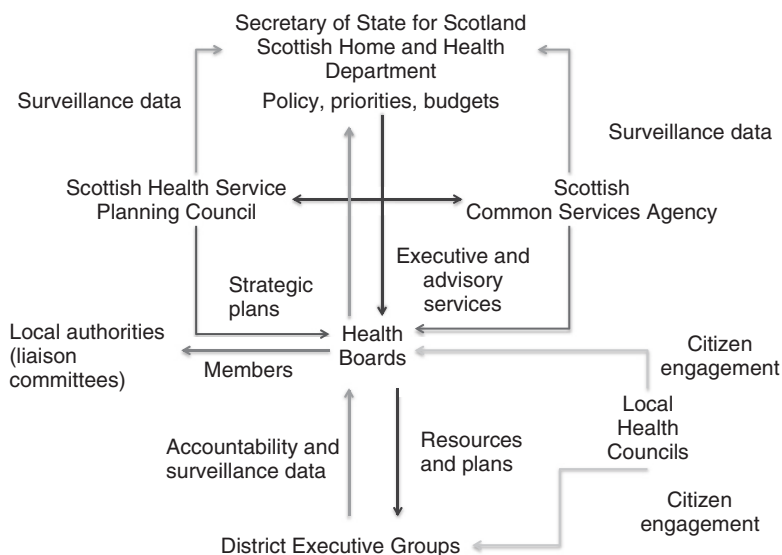 Secretary of State for Scotland
Scottish Home and Health
Department
Policy, priorities, budgets
Surveillance data
Surveillance data
Scottish Health Service
Planning Council
Scottish
Common Services Agency
Strategic
plans
Executive and
advisory
services
Local authorities
(liaison
committees)
Members
Health
Boards
Citizen
engagement
Local
Health
Councils
Accountability and
surveillance data
Resources
and plans
Citizen
engagement
District Executive Groups